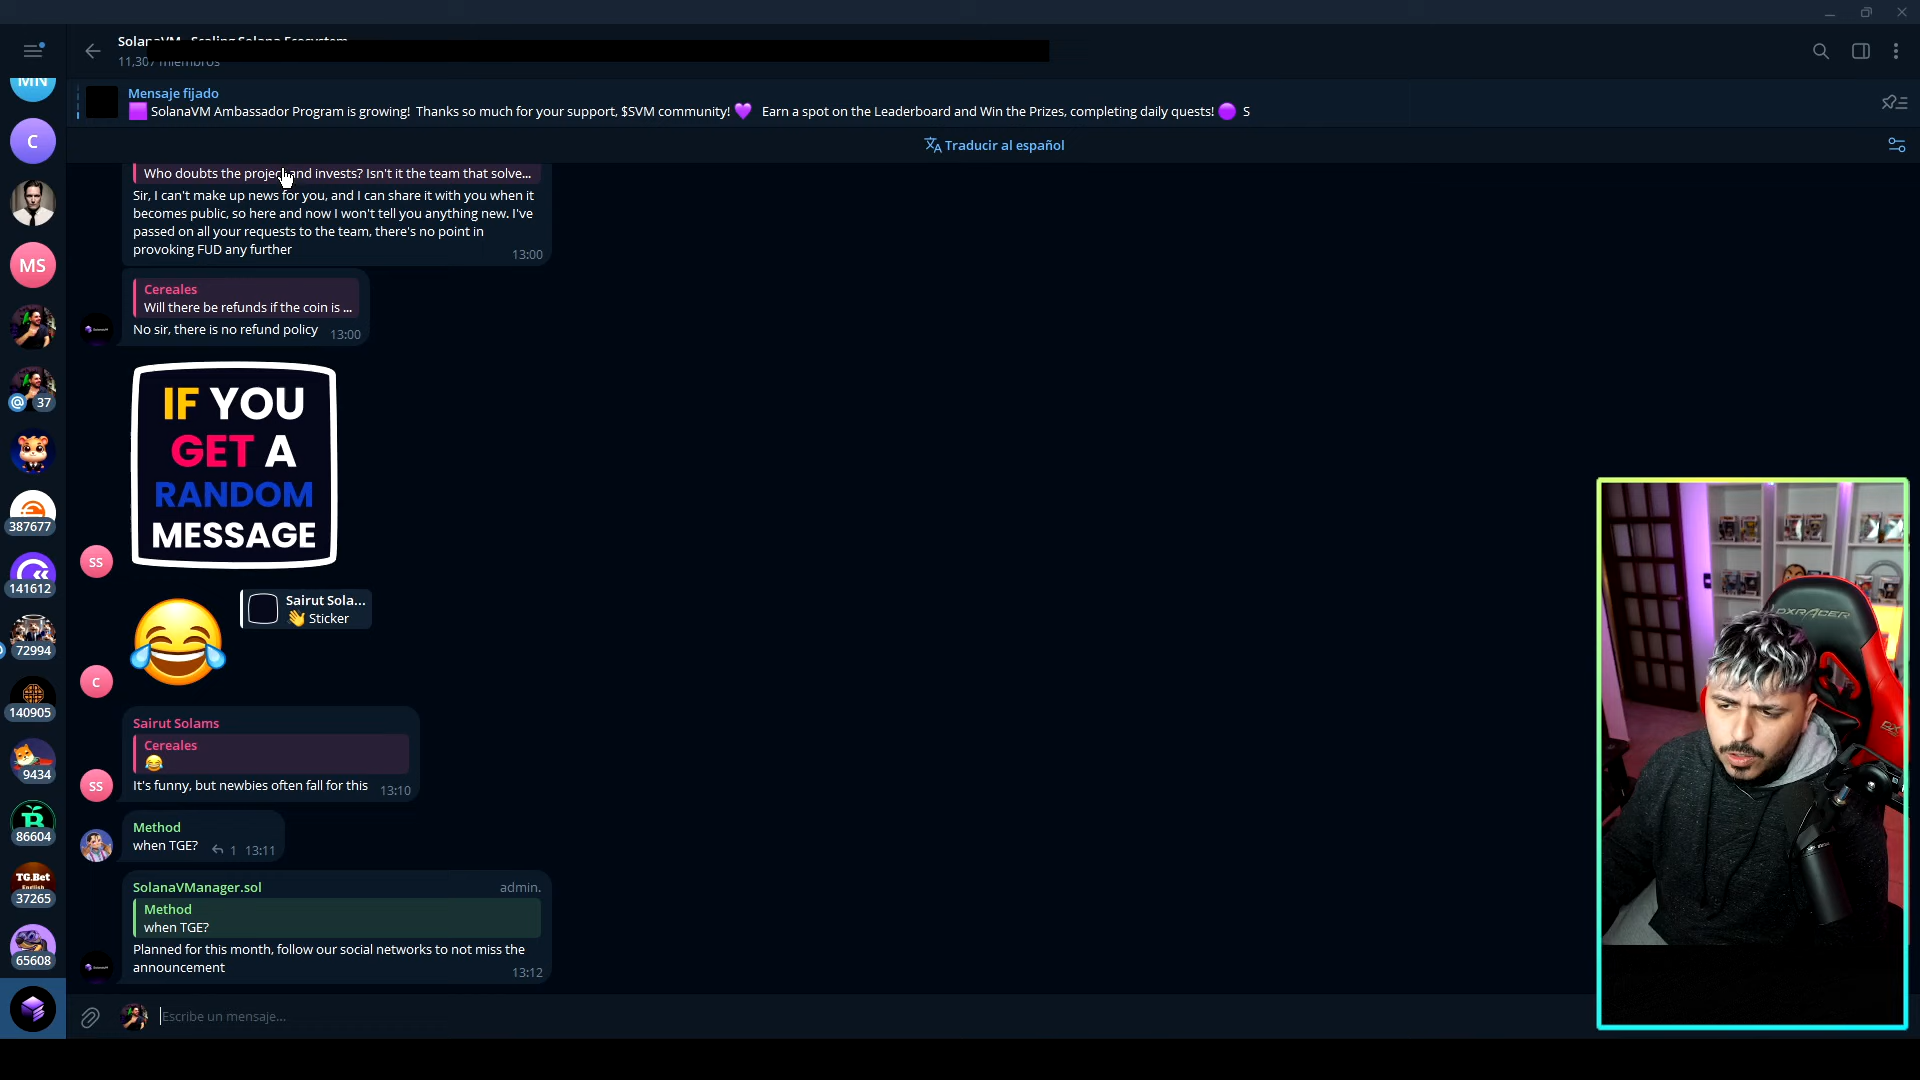 SolanaVM - Scaling Solana Ecosystem
11,307 miembros
MN
Mensaje fijado
SolanaVM Ambassador Program is growing! Thanks so much for your support, $SVM community! 💜 Earn a spot on the Leaderboard and Win the Prizes, completing daily quests! 🟣 S
Traducir al español
C
MS
@ 37
387677
141612
72994
140905
9434
86604
TG.Bet
English
37265
65608
Who doubts the project and invests? Isn't it the team that solve...
Sir, I can't make up news for you, and I can share it with you when it
becomes public, so here and now I won't tell you anything new. I've
passed on all your requests to the team, there's no point in
provoking FUD any further
13:00
Cereales
Will there be refunds if the coin is ...
No sir, there is no refund policy 13:00
IF YOU
GET A
RANDOM
MESSAGE
SS
Sairut Sola...
👋 Sticker
C
Sairut Solams
Cereales
😂
It's funny, but newbies often fall for this 13:10
SS
Method
when TGE? 1 13:11
SolanaVManager.sol admin.
Method
when TGE?
Planned for this month, follow our social networks to not miss the
announcement
13:12
Escribe un mensaje...
DXRACER